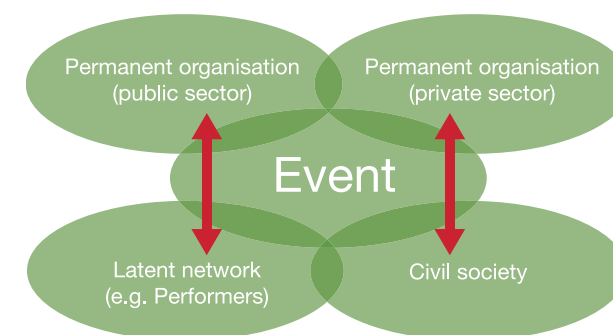 Permanent organisation
(public sector)
Permanent organisation
(private sector)
Event
Latent network
(e.g. Performers)
Civil society